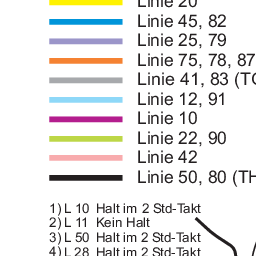 Linie 20
Linie 45, 82
Linie 25, 79
Linie 75, 78, 87
Linie 41, 83 (TC
Linie 12, 91
Linie 10
Linie 22, 90
Linie 42
Linie 50, 80 (TH
1) L 10 Halt im 2 Std-Takt
2) L 11 Kein Halt
3) L 50 Halt im 2 Std-Takt
4) L 28 Halt im 2 Std-Takt